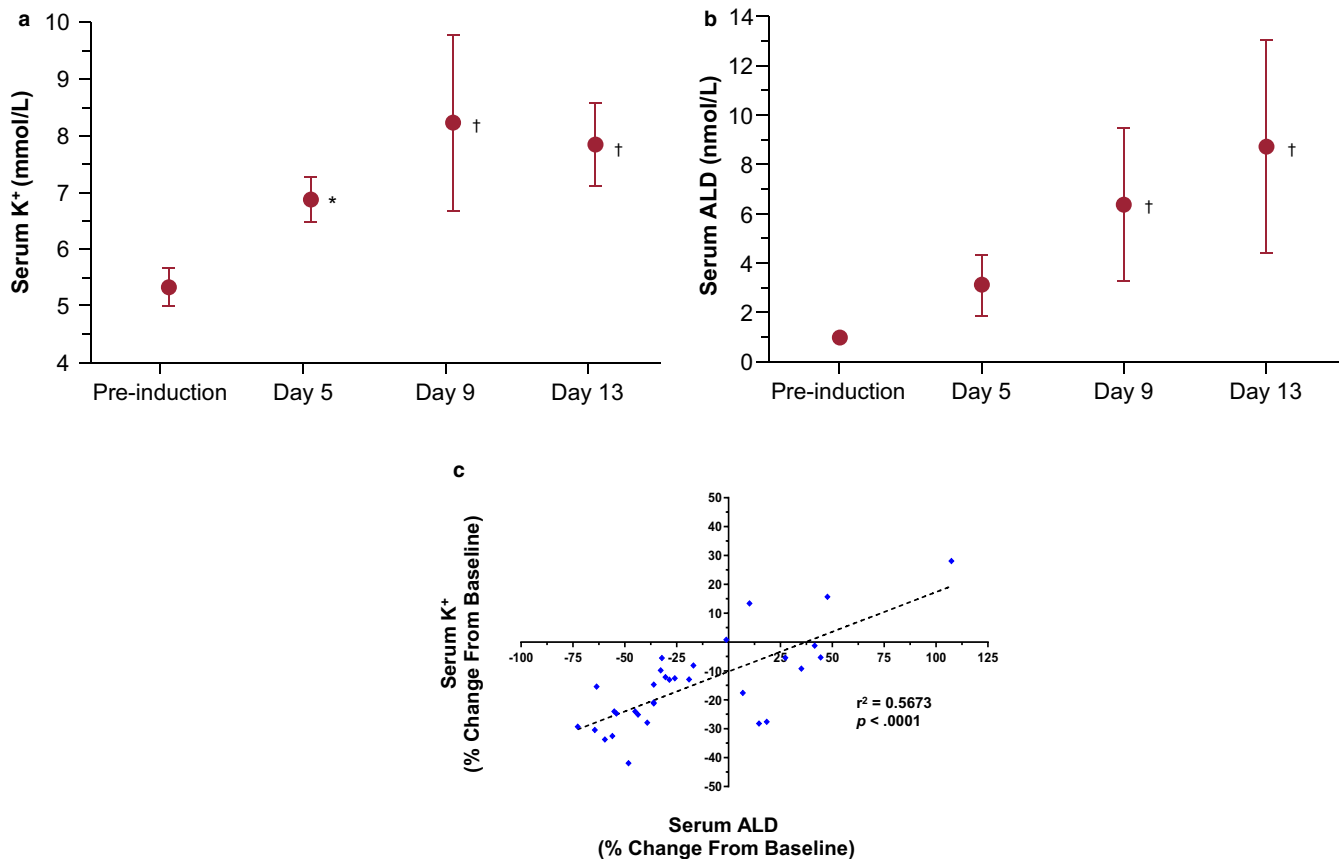 a
Serum K⁺ (mmol/L)
10
9
8
7
6
5
4
*
†
†
Pre-induction Day 5 Day 9 Day 13
b
Serum ALD (nmol/L)
14
12
10
8
6
4
2
0
†
†
Pre-induction Day 5 Day 9 Day 13
c
Serum K⁺
(% Change From Baseline)
50
40
30
20
10
0
-10
-20
-30
-40
-50
-100 -75 -50 -25 0 25 50 75 100 125
r² = 0.5673
p < .0001
Serum ALD
(% Change From Baseline)